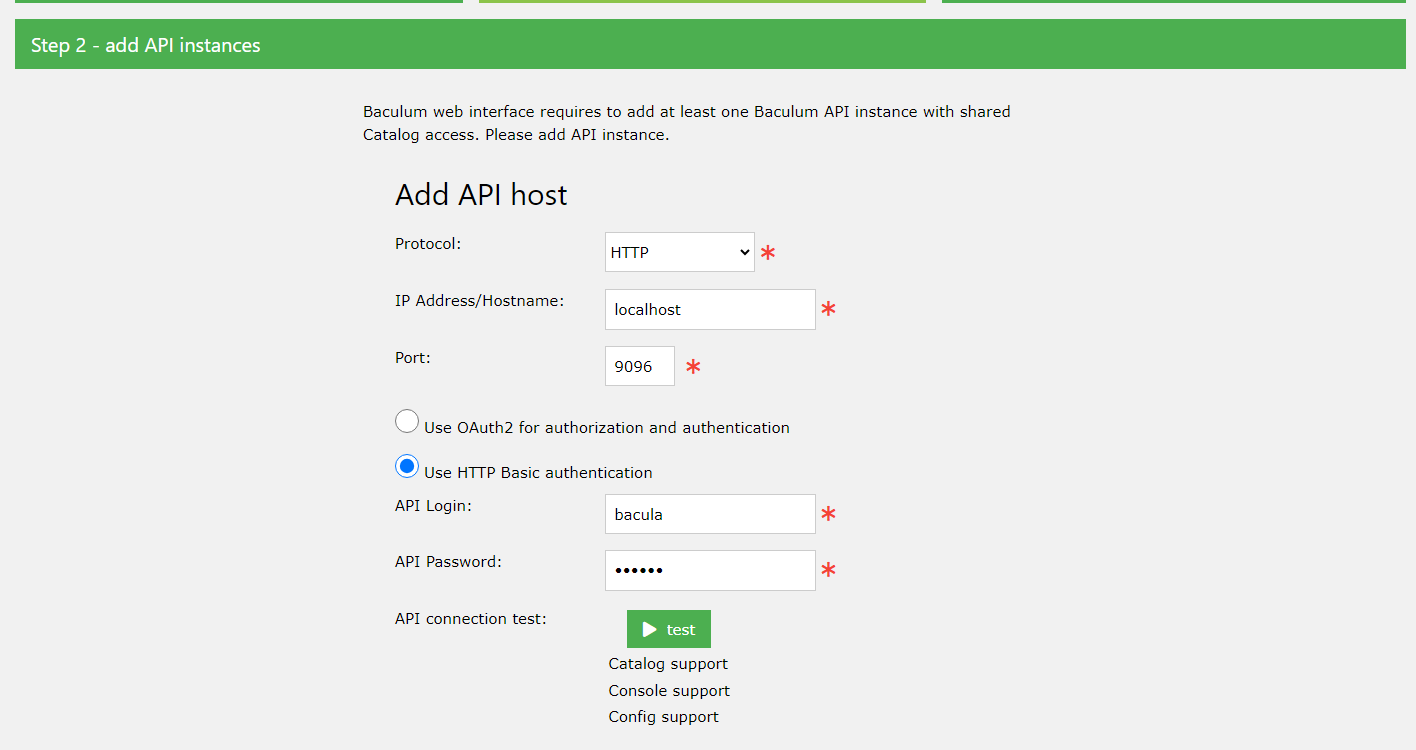 Step 2 - add API instances
Baculum web interface requires to add at least one Baculum API instance with shared
Catalog access. Please add API instance.
Add API host
Protocol: HTTP *
IP Address/Hostname: localhost *
Port: 9096 *
Use OAuth2 for authorization and authentication
Use HTTP Basic authentication
API Login: bacula *
API Password: •••••• *
API connection test: test
Catalog support
Console support
Config support